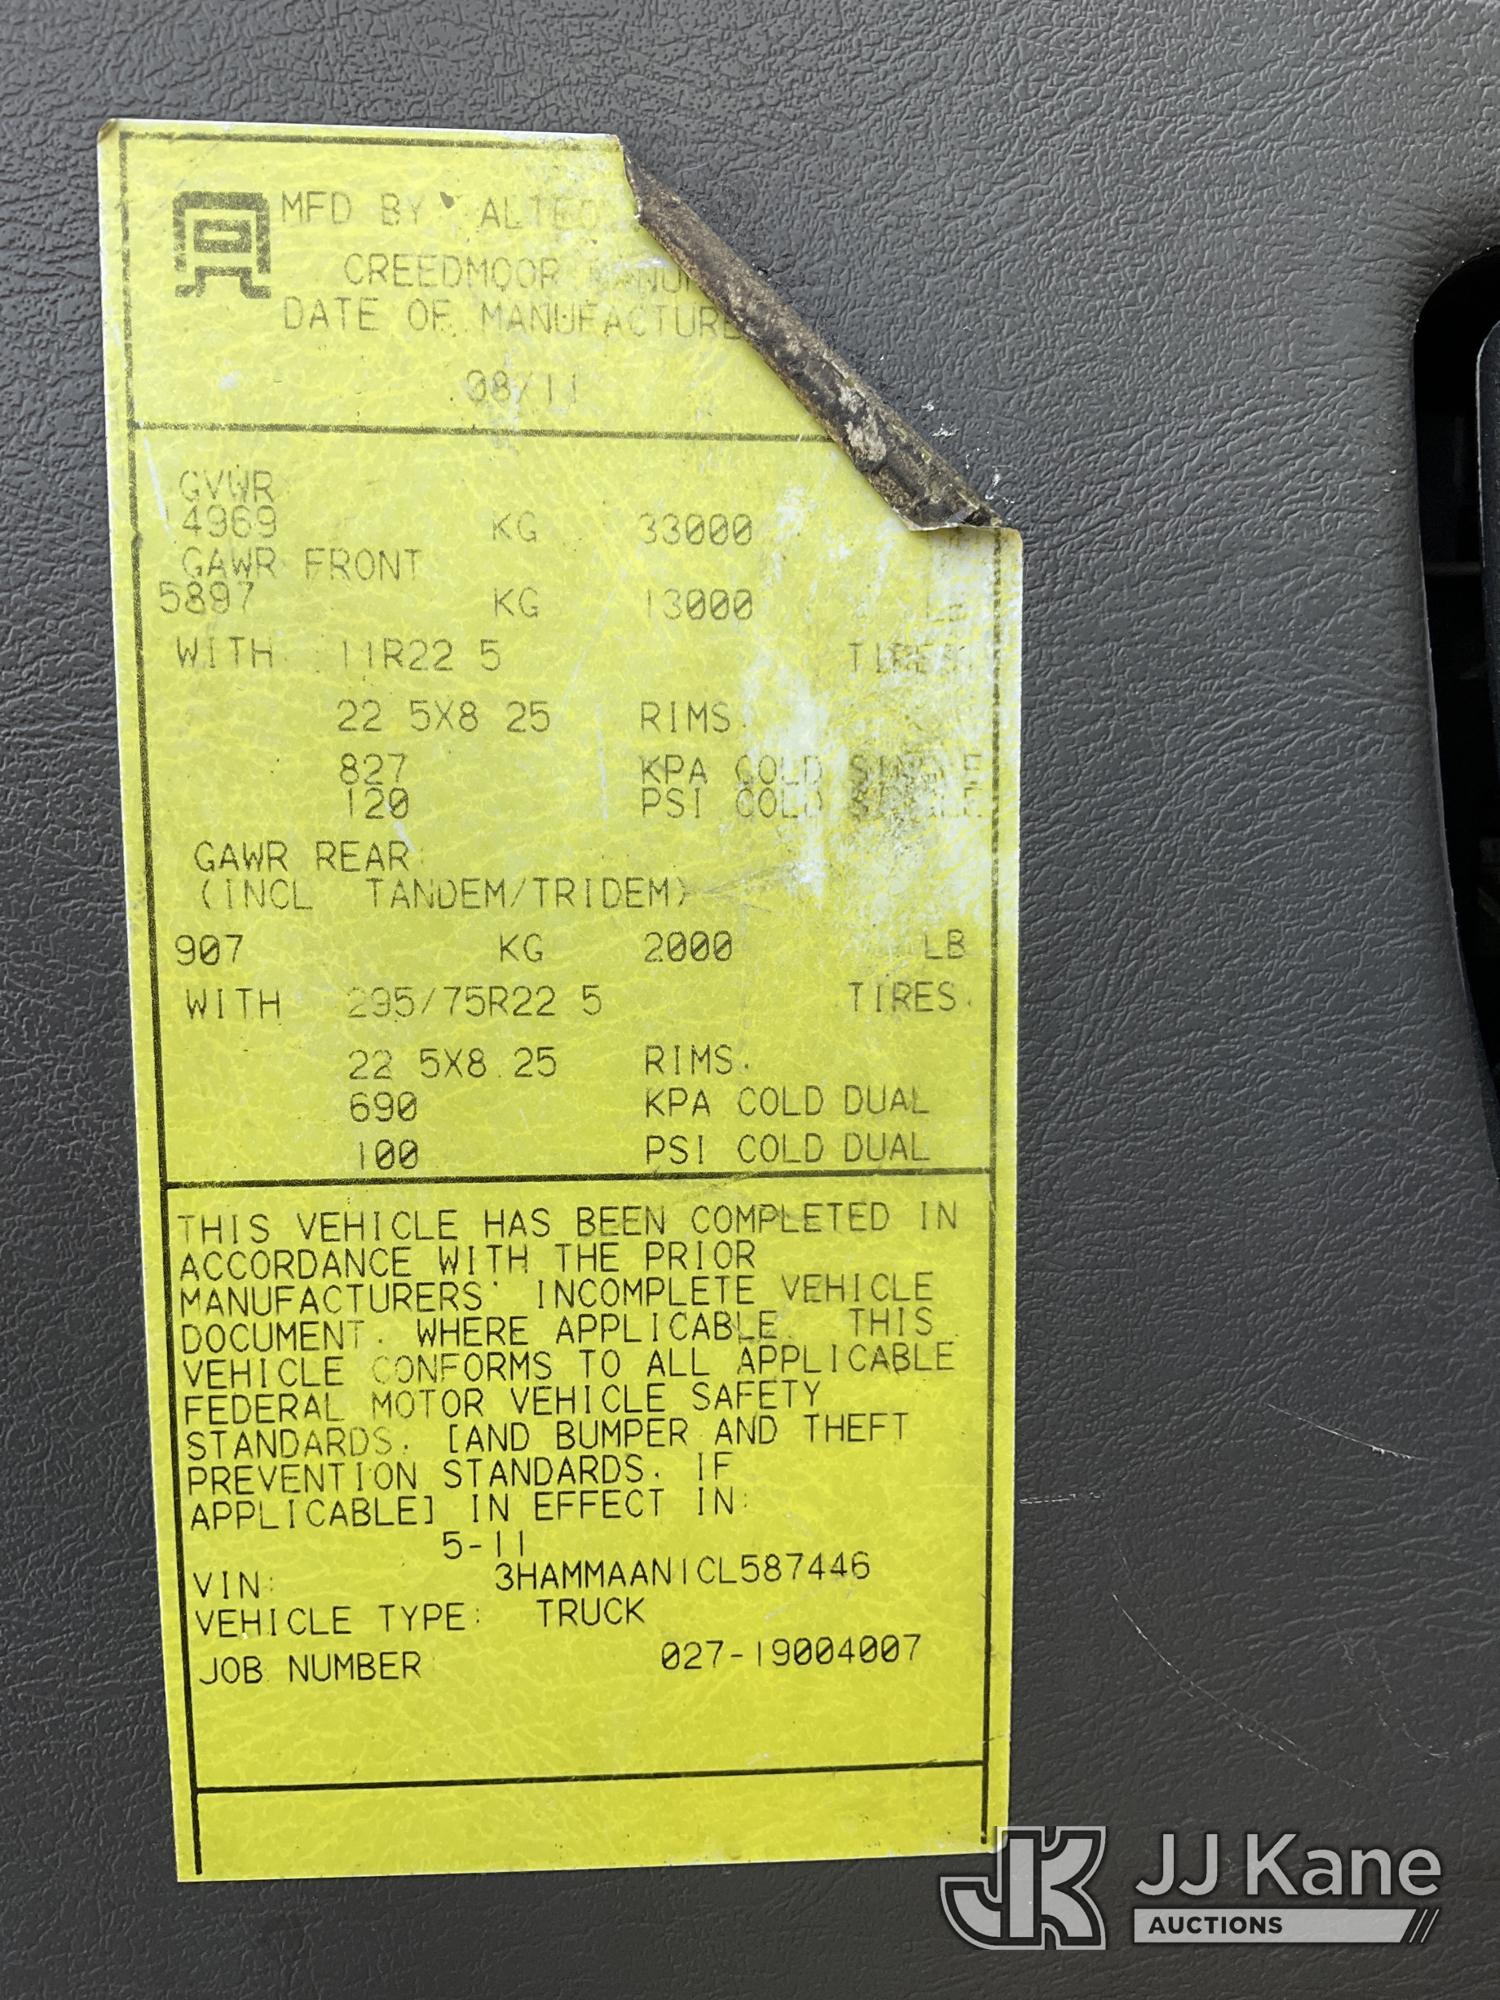 MFD BY ALTEC
CREEDMOOR
DATE OF MANUFACTURE
08/11
GVWR
14969 KG 33000
GAWR FRONT
5897 KG 13000
WITH 11R22 5 TIRES
22 5X8 25 RIMS.
827 KPA COLD SINGLE
120 PSI COLD SINGLE
GAWR REAR
(INCL TANDEM/TRIDEM)
907 KG 2000 LB
WITH 295/75R22 5 TIRES.
22 5X8.25 RIMS.
690 KPA COLD DUAL
100 PSI COLD DUAL
THIS VEHICLE HAS BEEN COMPLETED IN
ACCORDANCE WITH THE PRIOR
MANUFACTURERS' INCOMPLETE VEHICLE
DOCUMENT. WHERE APPLICABLE. THIS
VEHICLE CONFORMS TO ALL APPLICABLE
FEDERAL MOTOR VEHICLE SAFETY
STANDARDS. [AND BUMPER AND THEFT
PREVENTION STANDARDS. IF
APPLICABLE] IN EFFECT IN:
5-11
VIN: 3HAMMAAN1CL587446
VEHICLE TYPE: TRUCK
JOB NUMBER 027-19004007
JK JJ Kane
AUCTIONS